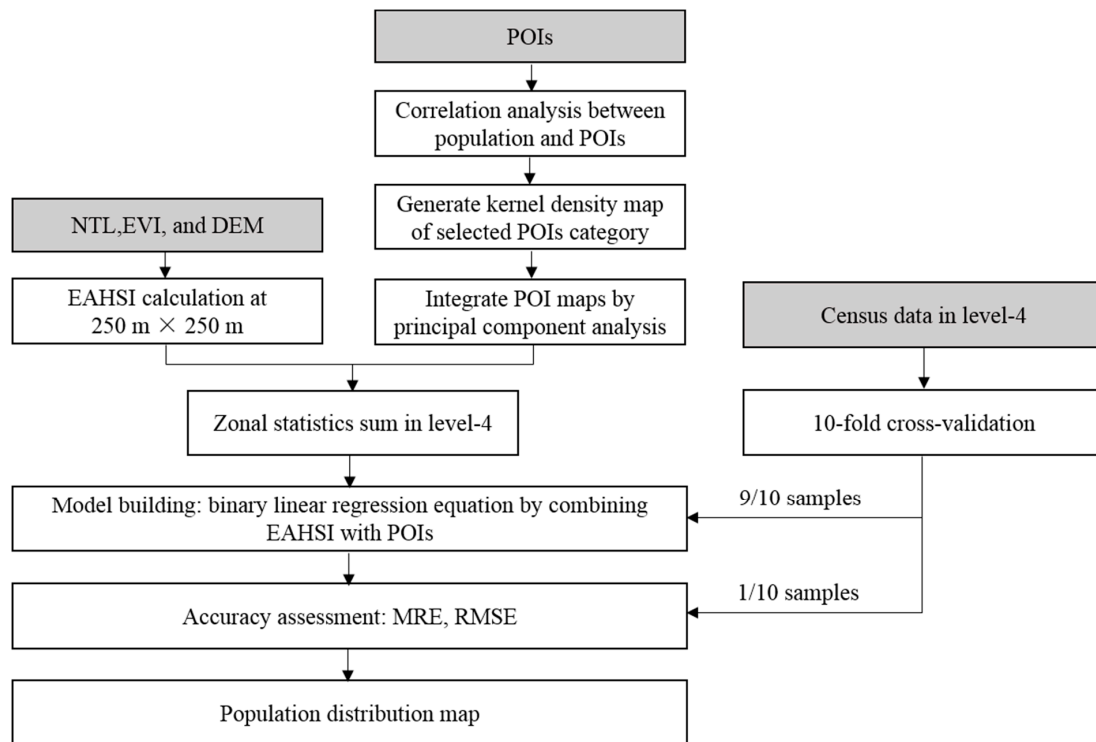 POIs
Correlation analysis between
population and POIs
Generate kernel density map
of selected POIs category
NTL,EVI, and DEM
EAHSI calculation at
250 m × 250 m
Integrate POI maps by
principal component analysis
Census data in level-4
Zonal statistics sum in level-4
10-fold cross-validation
Model building: binary linear regression equation by combining
EAHSI with POIs
9/10 samples
1/10 samples
Accuracy assessment: MRE, RMSE
Population distribution map